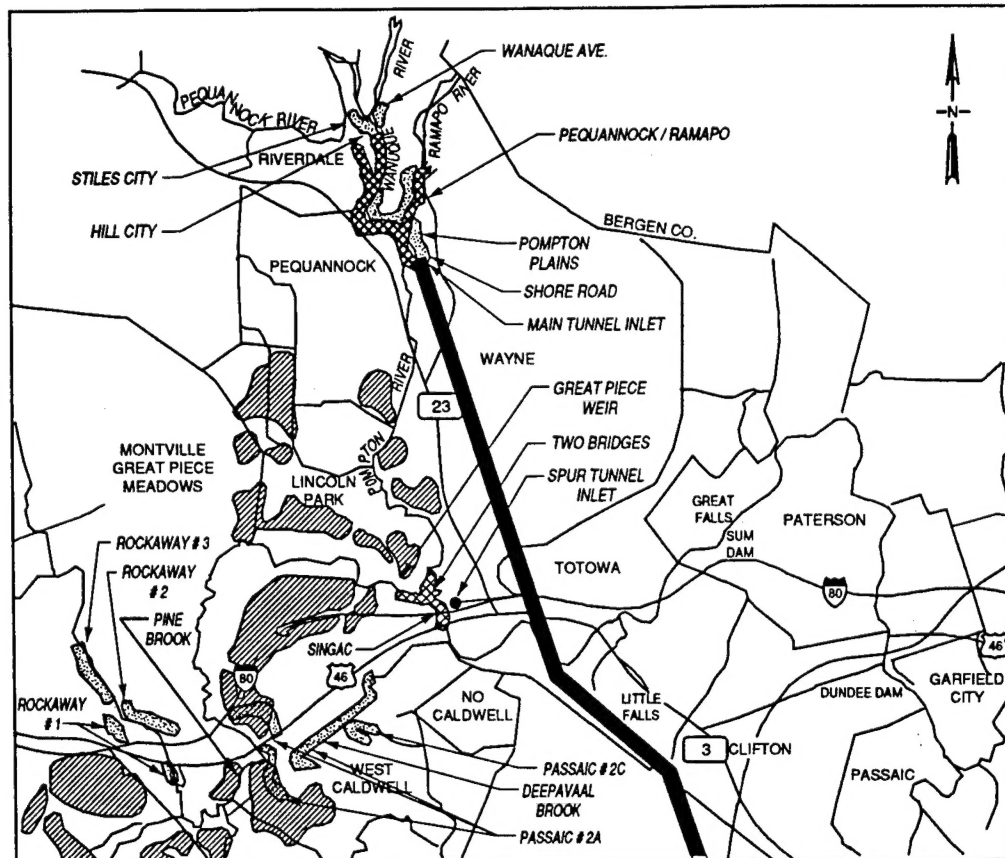 WANAQUE AVE.
RIVER
RAMAPO RIVER
PEQUAN
NOCK RIVER
N
RIVERDALE
WANUQUE
PEQUANNOCK / RAMAPO
STILES CITY
HILL CITY
BERGEN CO.
POMPTON
PLAINS
PEQUANNOCK
SHORE ROAD
MAIN TUNNEL INLET
WAYNE
RIVER
GREAT PIECE
WEIR
23
TWO BRIDGES
POMPTON
MONTVILLE
GREAT PIECE
MEADOWS
LINCOLN
PARK
SPUR TUNNEL
INLET
GREAT
FALLS
PATERSON
SUM
DAM
ROCKAWAY # 3
ROCKAWAY
# 2
TOTOWA
80
PINE
BROOK
SINGAC
46
46
80
ROCKAWAY
# 1
NO
CALDWELL
LITTLE
FALLS
DUNDEE DAM
GARFIELD
CITY
3
CLIFTON
WEST
CALDWELL
PASSAIC # 2C
PASSAIC
DEEPAVAAL
BROOK
PASSAIC # 2A